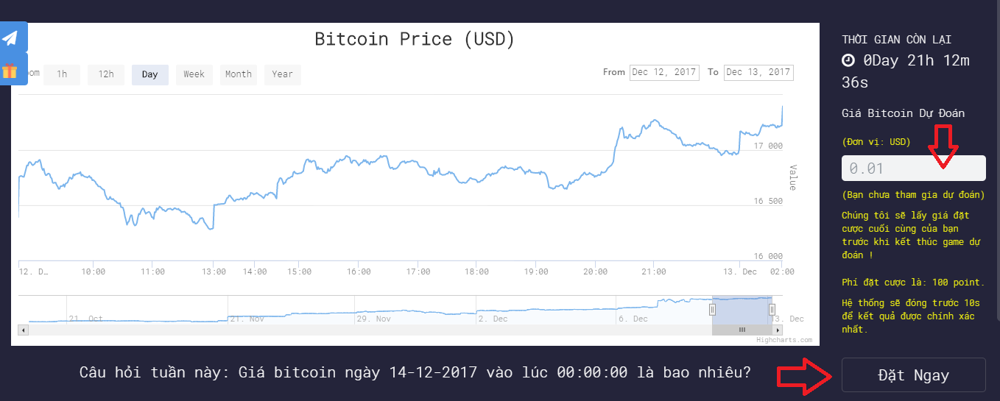 Bitcoin Price (USD)
oom 1h 12h Day Week Month Year
From Dec 12, 2017 To Dec 13, 2017
17 000
Value
16 500
16 000
12. D… 10:00 11:00 13:00 14:00 15:00 16:00 17:00 18:00 19:00 20:00 21:00 13. Dec 02:00
21. Oct 21. Nov 29. Nov 2. Dec 6. Dec 13. Dec
Highcharts.com
Câu hỏi tuần này: Giá bitcoin ngày 14-12-2017 vào lúc 00:00:00 là bao nhiêu?
THỜI GIAN CÒN LẠI
0Day 21h 12m
36s
Giá Bitcoin Dự Đoán
(Đơn vị: USD)
0.01
(Bạn chưa tham gia dự đoán)
Chúng tôi sẽ lấy giá đặt
cược cuối cùng của bạn
trước khi kết thúc game dự
đoán !
Phí đặt cược là: 100 point.
Hệ thống sẽ đóng trước 10s
để kết quả được chính xác
nhất.
Đặt Ngay